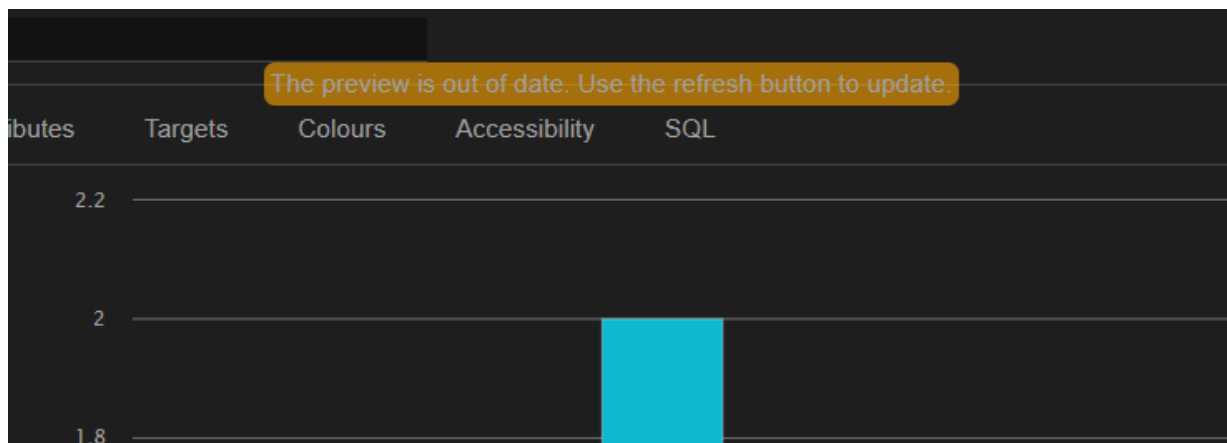 The preview is out of date. Use the refresh button to update.
ibutes Targets Colours Accessibility SQL
2.2
2
1.8